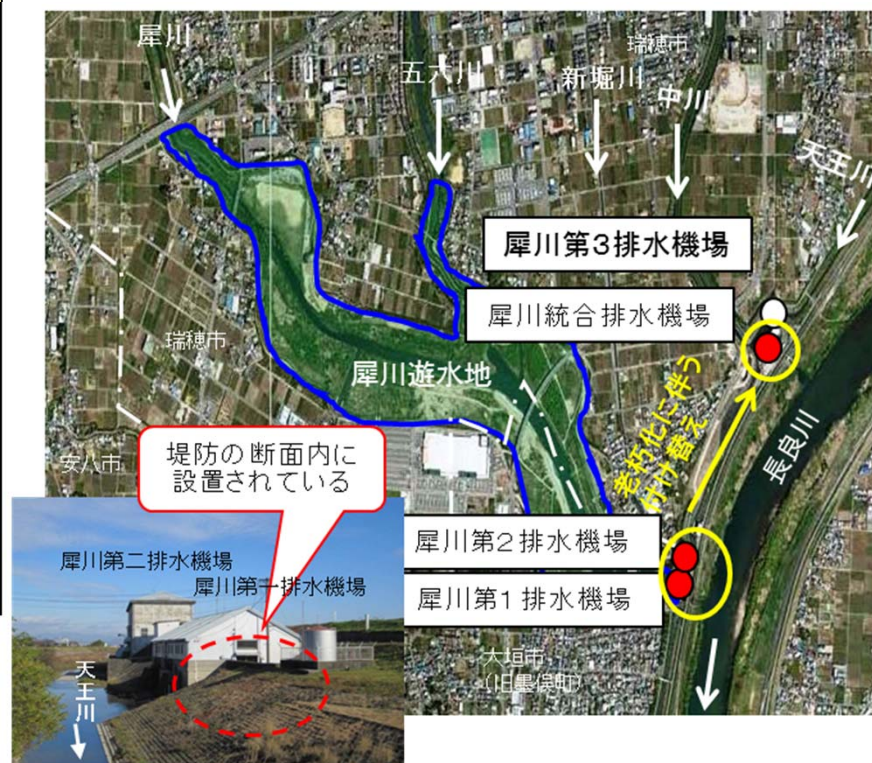 犀川
五六川
瑞穂市
新堀川
中川
天王川
犀川第３排水機場
犀川統合排水機場
瑞穂市
犀川遊水地
老朽化に伴う
付け替え
長良川
安八市
堤防の断面内に
設置されている
犀川第２排水機場
犀川第１排水機場
犀川第二排水機場
犀川第一排水機場
天王川
大垣市
(旧墨俣町)